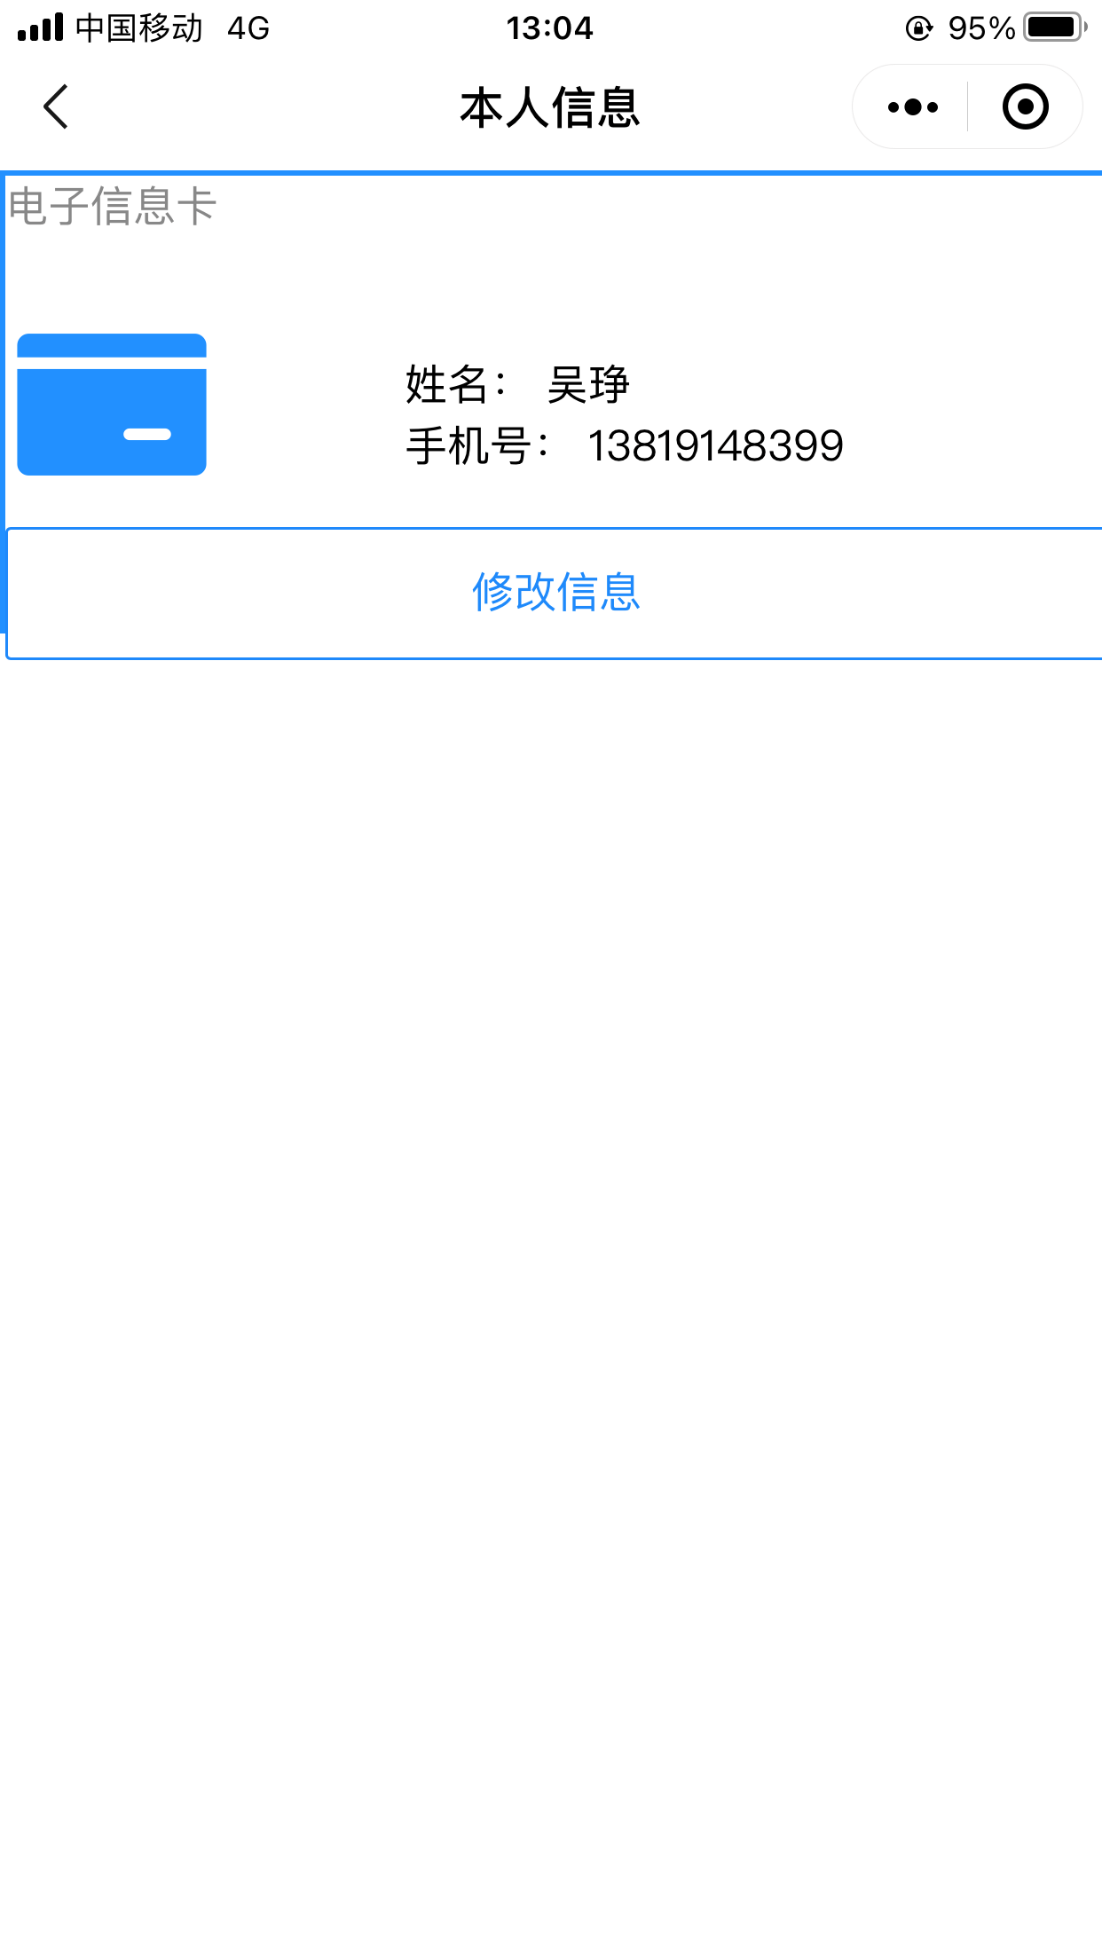 中国移动 4G 13:04 95%
本人信息
电子信息卡
姓名： 吴琤
手机号： 13819148399
修改信息